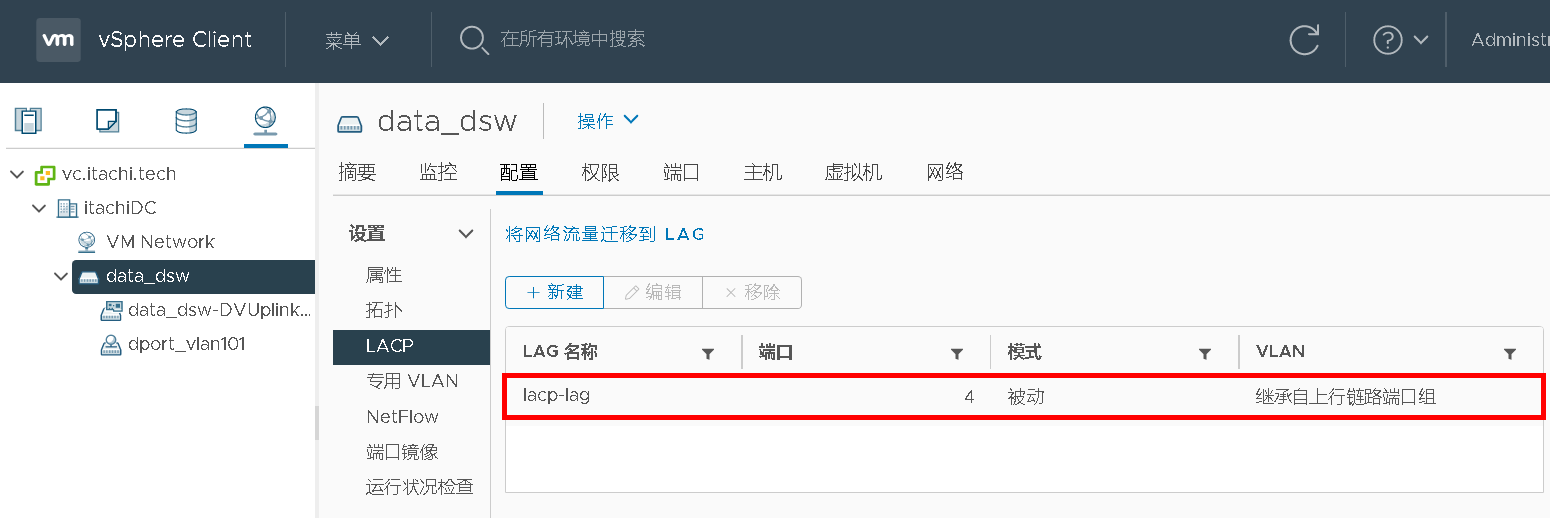 vm vSphere Client 菜单 在所有环境中搜索 Administr
data_dsw 操作
摘要 监控 配置 权限 端口 主机 虚拟机 网络
vc.itachi.tech
itachiDC
VM Network
data_dsw
data_dsw-DVUplink...
dport_vlan101
设置
属性
拓扑
LACP
专用 VLAN
NetFlow
端口镜像
运行状况检查
将网络流量迁移到 LAG
+ 新建 编辑 × 移除
LAG 名称 端口 模式 VLAN
lacp-lag 4 被动 继承自上行链路端口组